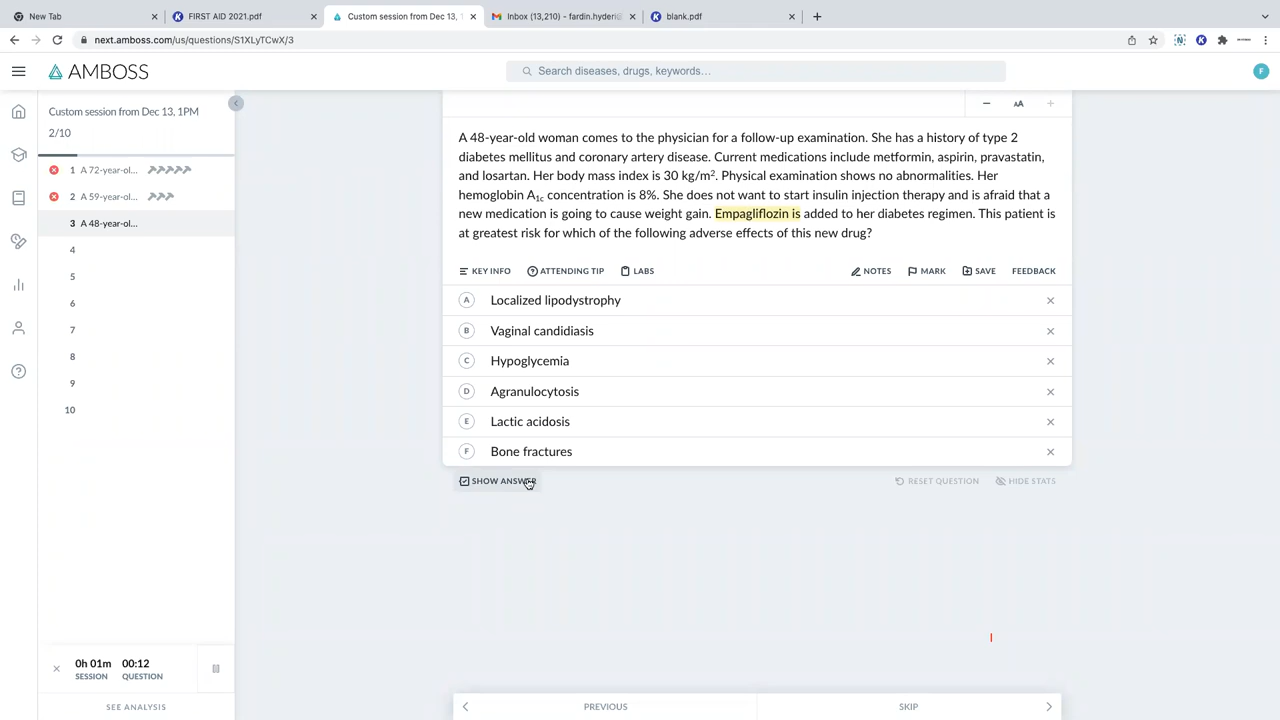 New Tab
FIRST AID 2021.pdf
Custom session from Dec 13, 1
Inbox (13,210) – fardin.hyderi@
blank.pdf
next.amboss.com/us/questions/S1XLyTCwX/3
AMBOSS
Search diseases, drugs, keywords…
F
Custom session from Dec 13, 1PM
2/10
1 A 72-year-ol...
2 A 59-year-ol...
3 A 48-year-ol...
4
5
6
7
8
9
10
0h 01m 00:12
SESSION QUESTION
SEE ANALYSIS
AA
A 48-year-old woman comes to the physician for a follow-up examination. She has a history of type 2
diabetes mellitus and coronary artery disease. Current medications include metformin, aspirin, pravastatin,
and losartan. Her body mass index is 30 kg/m². Physical examination shows no abnormalities. Her
hemoglobin A1c concentration is 8%. She does not want to start insulin injection therapy and is afraid that a
new medication is going to cause weight gain. Empagliflozin is added to her diabetes regimen. This patient is
at greatest risk for which of the following adverse effects of this new drug?
KEY INFO ATTENDING TIP LABS NOTES MARK SAVE FEEDBACK
A Localized lipodystrophy
B Vaginal candidiasis
C Hypoglycemia
D Agranulocytosis
E Lactic acidosis
F Bone fractures
SHOW ANSWER RESET QUESTION HIDE STATS
PREVIOUS SKIP